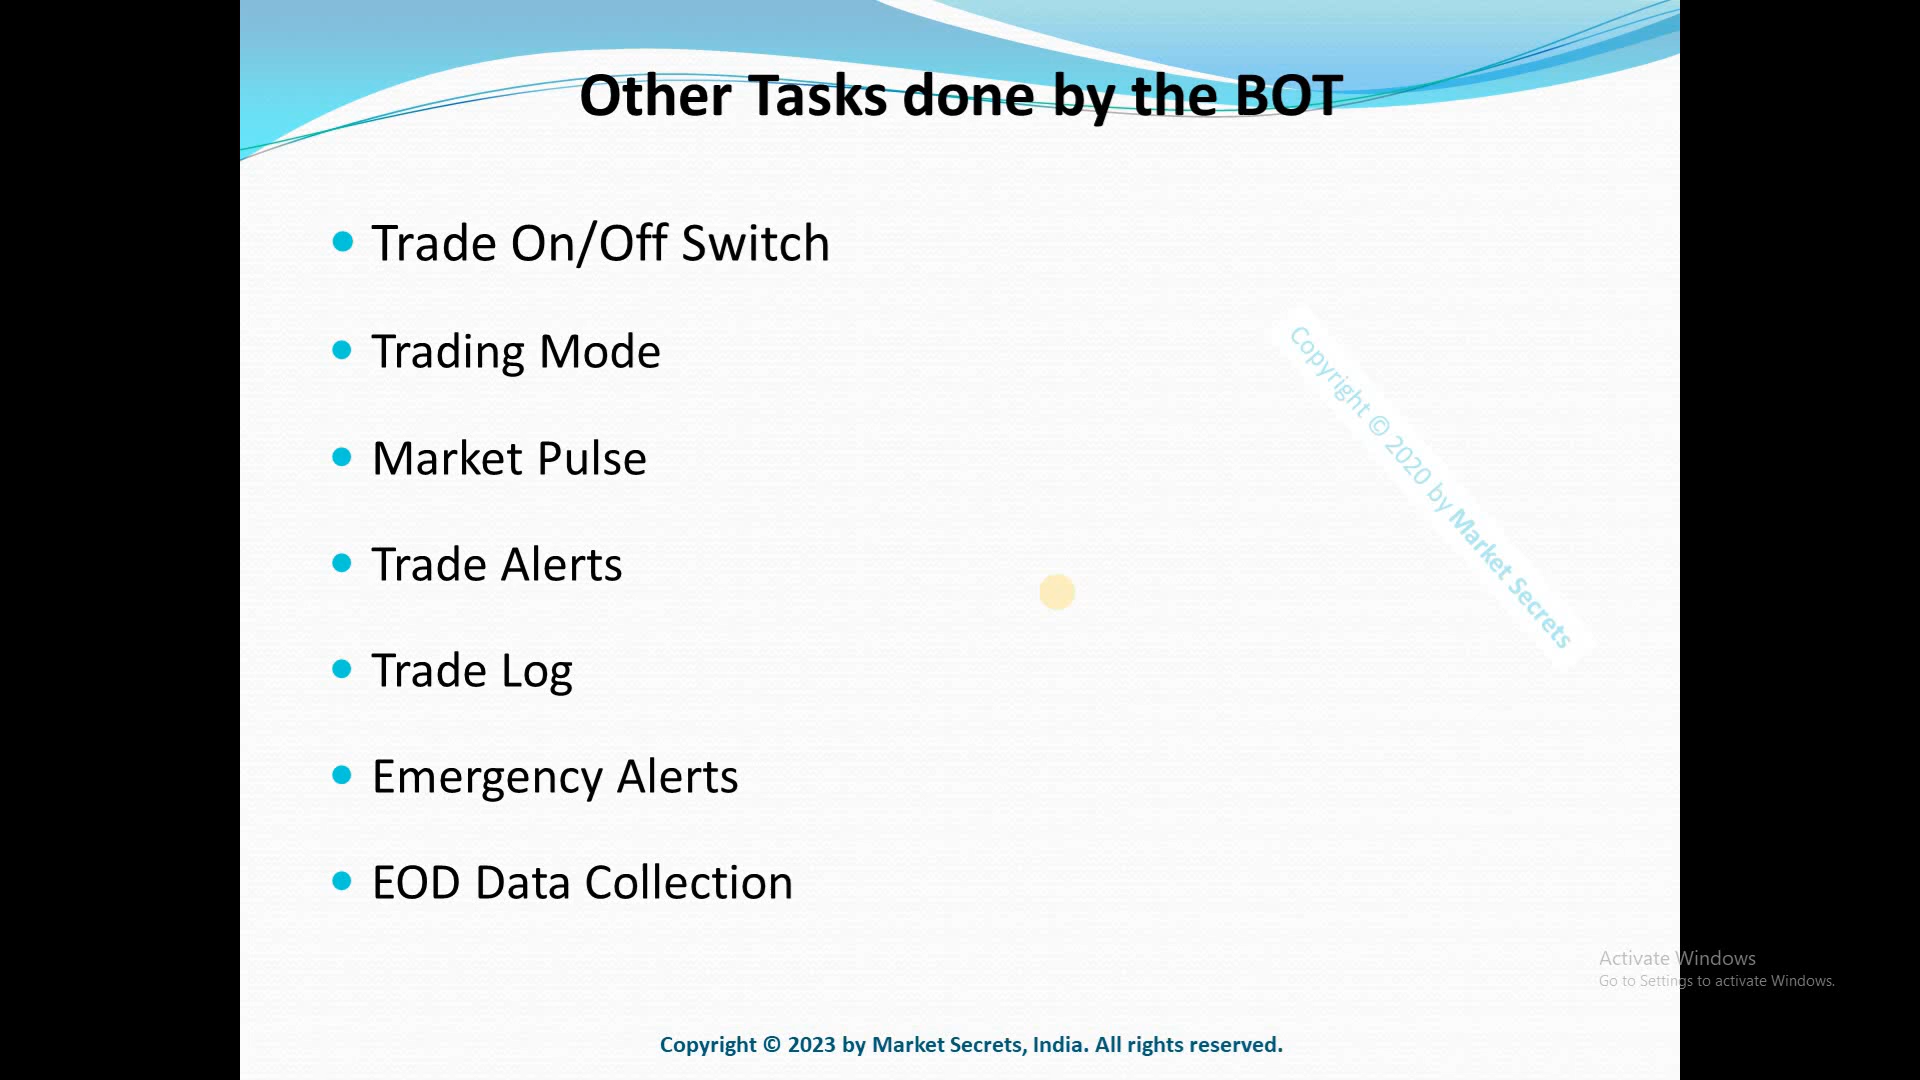 Other Tasks done by the BOT
Trade On/Off Switch
Trading Mode
Market Pulse
Trade Alerts
Trade Log
Emergency Alerts
EOD Data Collection
Copyright © 2020 by Market Secrets
Activate Windows
Go to Settings to activate Windows.
Copyright © 2023 by Market Secrets, India. All rights reserved.